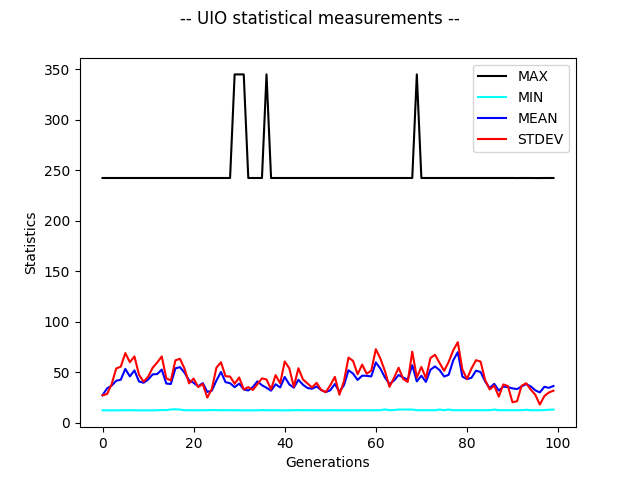 -- UIO statistical measurements --
350
300
250
200
150
100
50
0
Statistics
MAX
MIN
MEAN
STDEV
0 20 40 60 80 100
Generations